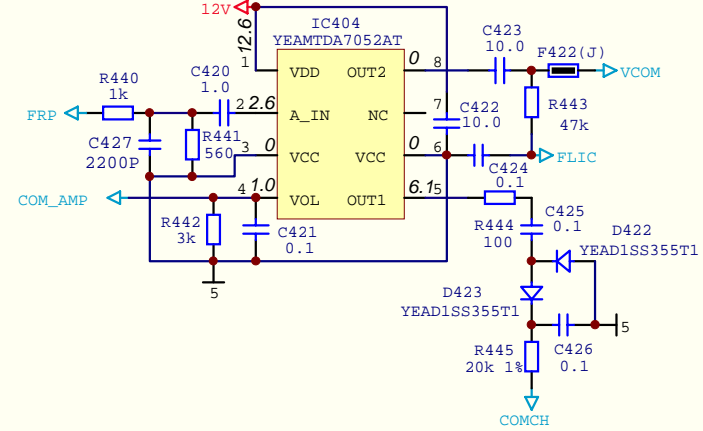 12V
12.6
IC404
YEAMTDA7052AT
C423
10.0
F422(J)
VCOM
1
VDD
OUT2
0
8
R440
1k
C420
1.0
FRP
2
2.6
A_IN
NC
7
C422
10.0
R443
47k
C427
2200P
R441
560
3
0
VCC
VCC
0
6
FLIC
C424
0.1
COM_AMP
4
1.0
VOL
OUT1
6.1
5
R442
3k
C421
0.1
R444
100
C425
0.1
D422
YEAD1SS355T1
5
D423
YEAD1SS355T1
5
R445
20k 1%
C426
0.1
COMCH